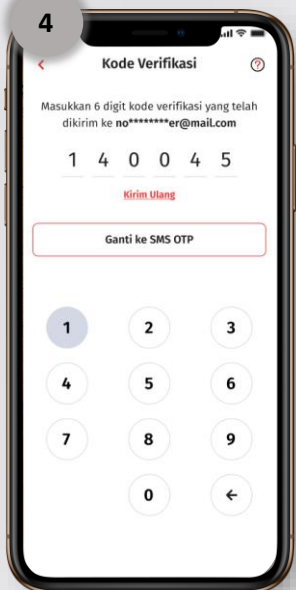 4
Kode Verifikasi
Masukkan 6 digit kode verifikasi yang telah
dikirim ke no********er@mail.com
1 4 0 0 4 5
Kirim Ulang
Ganti ke SMS OTP
1 2 3
4 5 6
7 8 9
0